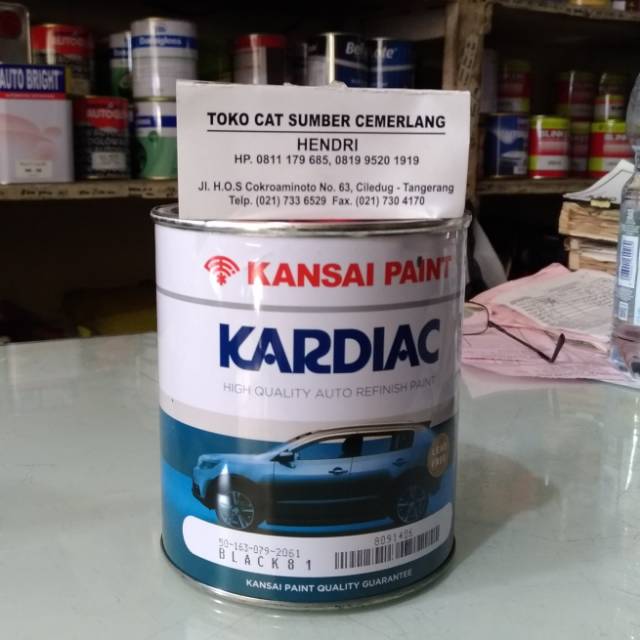 AUTO BRIGHT
TOKO CAT SUMBER CEMERLANG
HENDRI
HP. 0811 179 685, 0819 9520 1919
Jl. H.O.S Cokroaminoto No. 63, Ciledug - Tangerang
Telp. (021) 733 6529 Fax. (021) 730 4170
KANSAI PAINT
KARDIAC
HIGH QUALITY AUTO REFINISH PAINT
50-163-079-2061
BLACK81
8091405
KANSAI PAINT QUALITY GUARANTEE